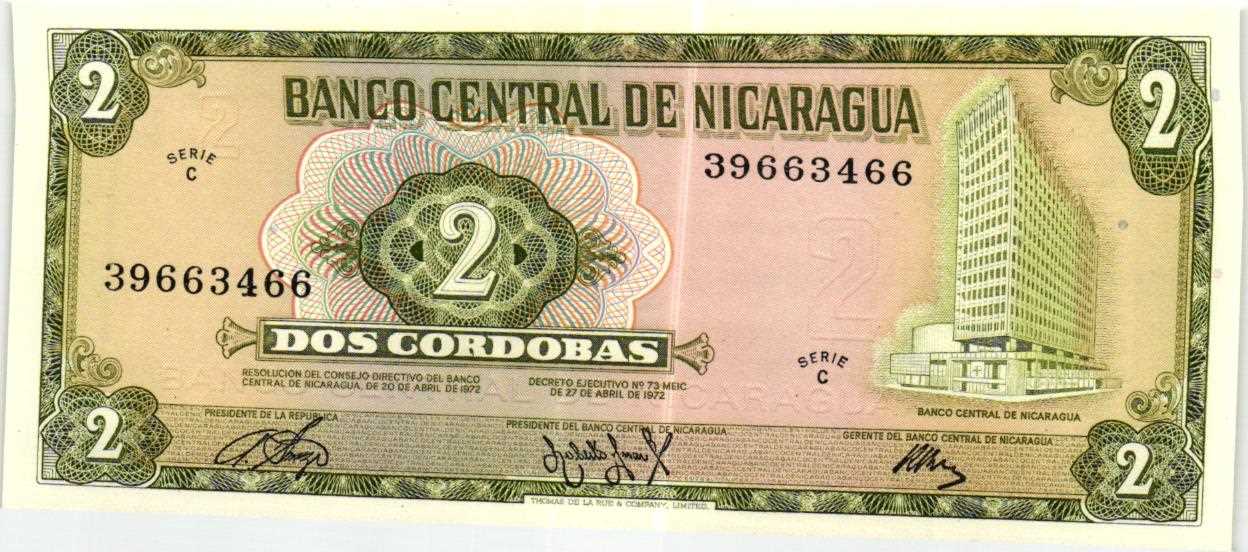 2
2
BANCO CENTRAL DE NICARAGUA
SERIE
C
39663466
2
39663466
DOS CORDOBAS
SERIE
C
RESOLUCION DEL CONSEJO DIRECTIVO DEL BANCO
CENTRAL DE NICARAGUA, DE 20 DE ABRIL DE 1972
DECRETO EJECUTIVO Nº 73-MEIC
DE 27 DE ABRIL DE 1972
BANCO CENTRAL DE NICARAGUA
PRESIDENTE DE LA REPUBLICA
PRESIDENTE DEL BANCO CENTRAL DE NICARAGUA
GERENTE DEL BANCO CENTRAL DE NICARAGUA
2
2
THOMAS DE LA RUE & COMPANY, LIMITED.